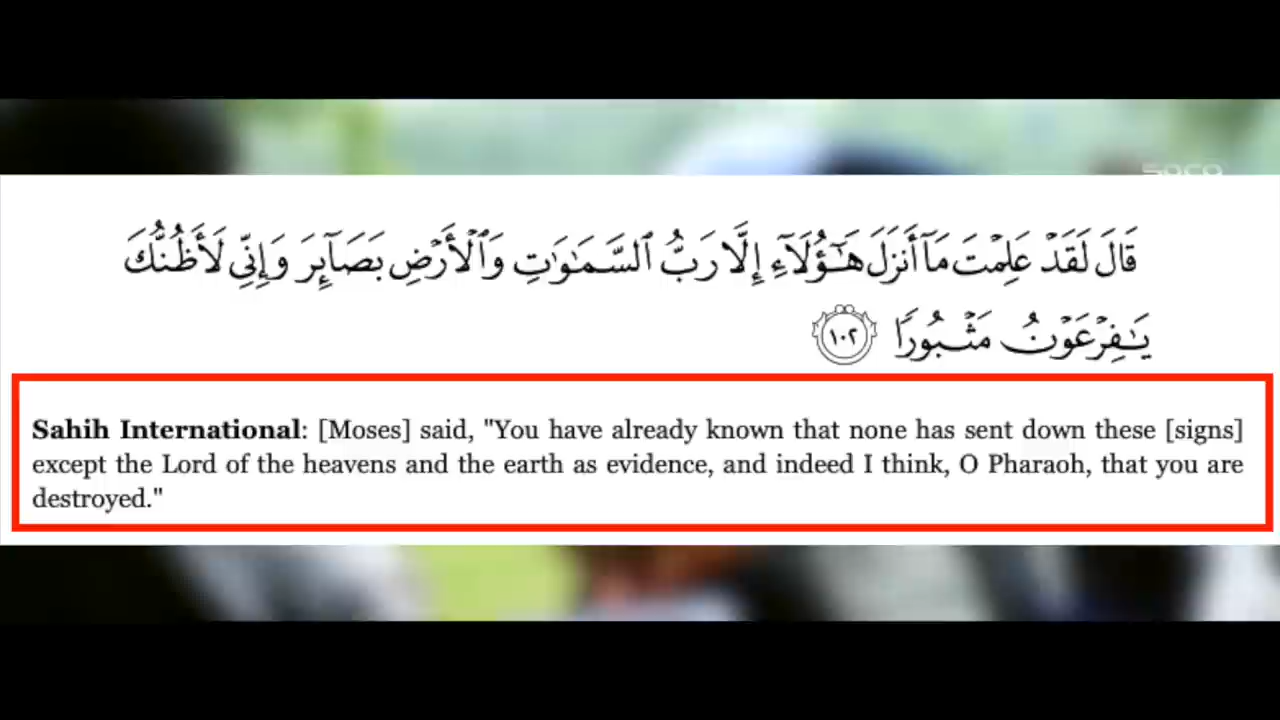 SOCO
قَالَ لَقَدْ عَلِمْتَ مَآ أَنزَلَ هَـٰٓؤُلَآءِ إِلَّا رَبُّ ٱلسَّمَـٰوَٰتِ وَٱلْأَرْضِ بَصَآئِرَ وَإِنِّى لَأَظُنُّكَ
يَـٰفِرْعَوْنُ مَثْبُورًا ١٠٢
Sahih International: [Moses] said, "You have already known that none has sent down these [signs]
except the Lord of the heavens and the earth as evidence, and indeed I think, O Pharaoh, that you are
destroyed."